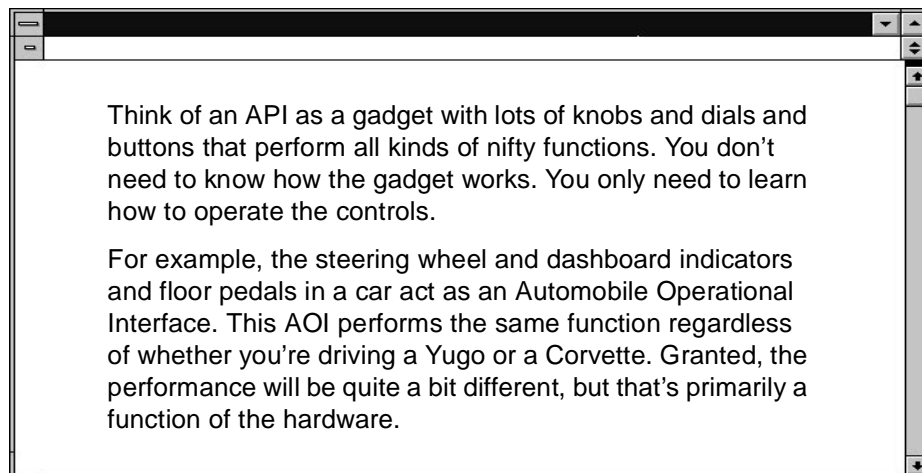 Think of an API as a gadget with lots of knobs and dials and
buttons that perform all kinds of nifty functions. You don’t
need to know how the gadget works. You only need to learn
how to operate the controls.
For example, the steering wheel and dashboard indicators
and floor pedals in a car act as an Automobile Operational
Interface. This AOI performs the same function regardless
of whether you’re driving a Yugo or a Corvette. Granted, the
performance will be quite a bit different, but that’s primarily a
function of the hardware.